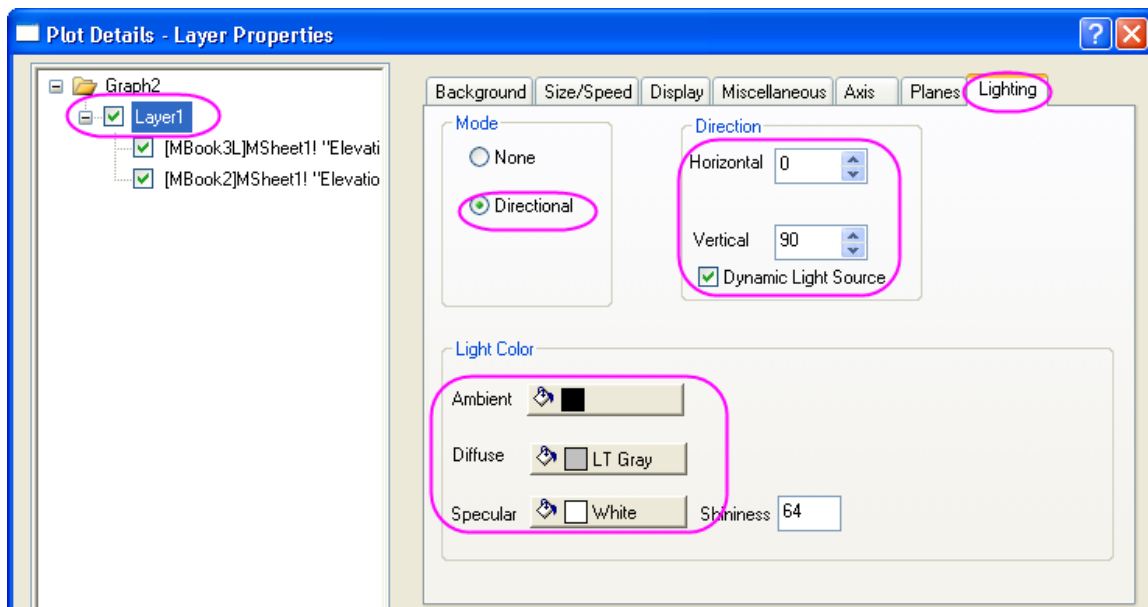 Plot Details - Layer Properties
Graph2
Layer1
[MBook3L]MSheet1! "Elevati
[MBook2]MSheet1! "Elevatio
Background Size/Speed Display Miscellaneous Axis Planes Lighting
Mode
None
Directional
Direction
Horizontal 0
Vertical 90
Dynamic Light Source
Light Color
Ambient
Diffuse LT Gray
Specular White Shininess 64